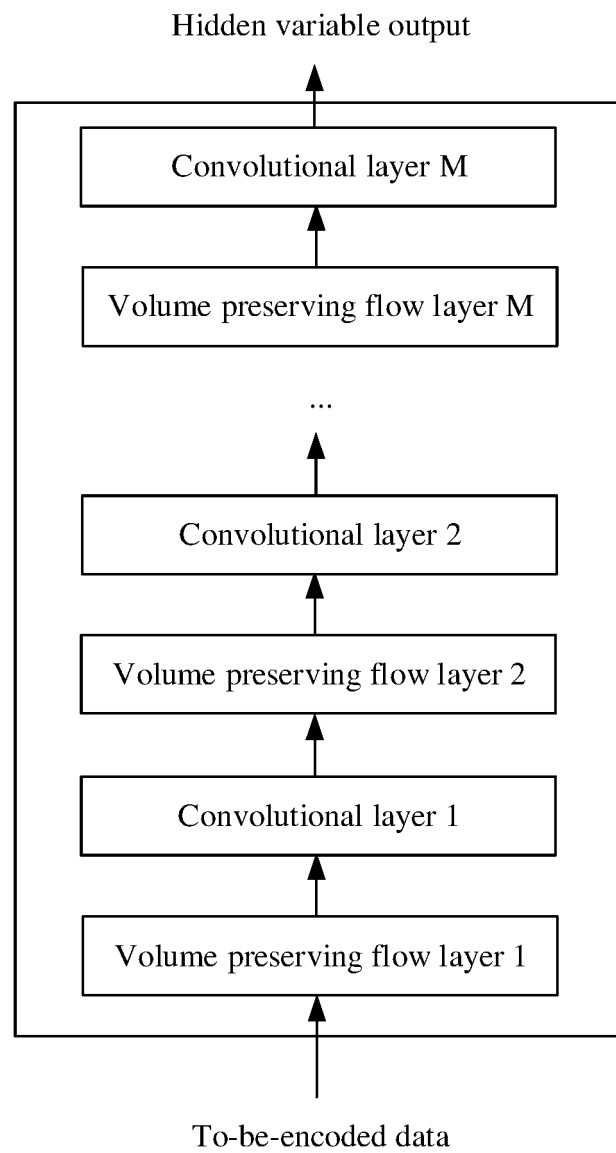 Hidden variable output
Convolutional layer M
Volume preserving flow layer M
...
Convolutional layer 2
Volume preserving flow layer 2
Convolutional layer 1
Volume preserving flow layer 1
To-be-encoded data